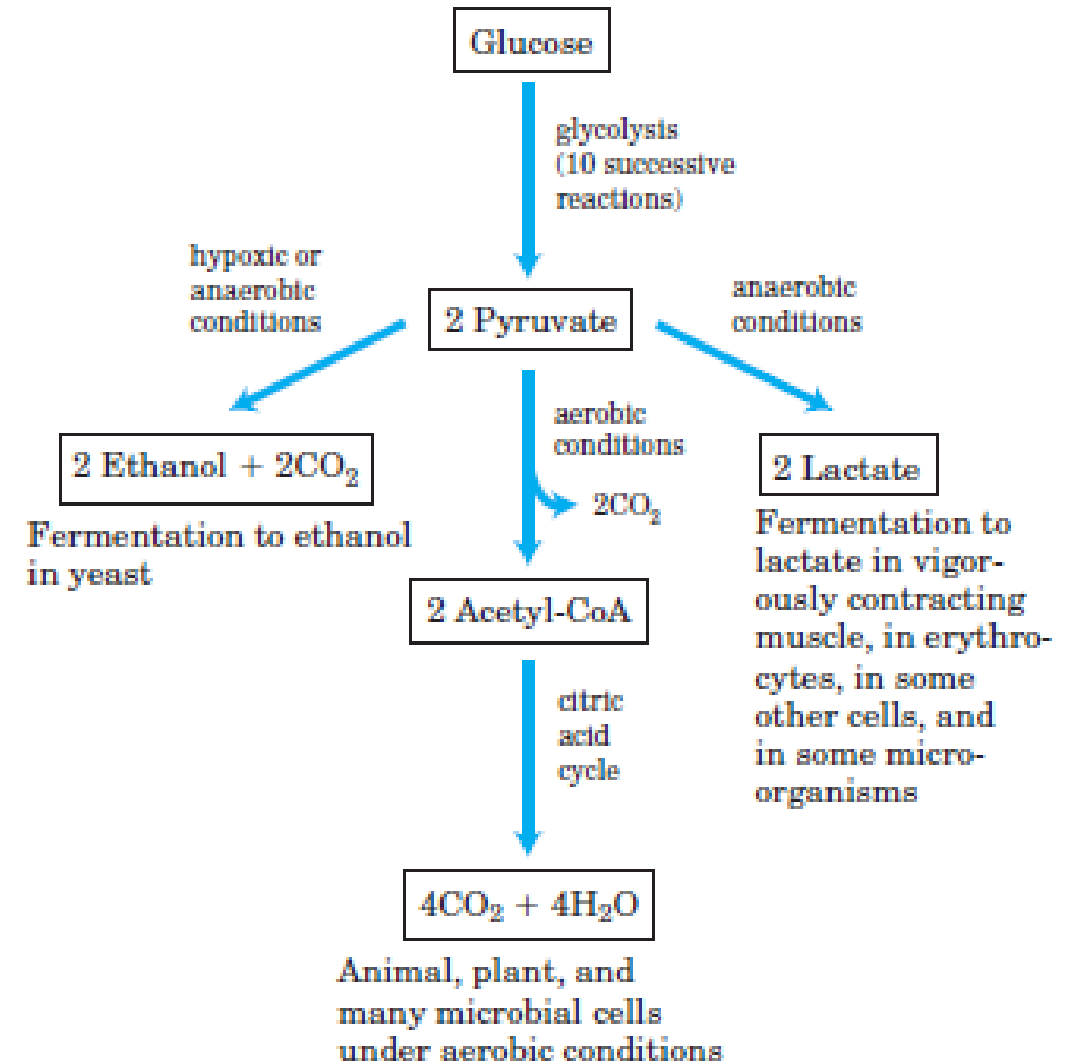 Glucose
glycolysis
(10 successive
reactions)
hypoxic or
anaerobic
conditions
2 Pyruvate
anaerobic
conditions
aerobic
conditions
2 Ethanol + 2CO₂
2 Lactate
2CO₂
Fermentation to ethanol
in yeast
Fermentation to
lactate in vigor-
ously contracting
muscle, in erythro-
cytes, in some
other cells, and
in some micro-
organisms
2 Acetyl-CoA
citric
acid
cycle
4CO₂ + 4H₂O
Animal, plant, and
many microbial cells
under aerobic conditions